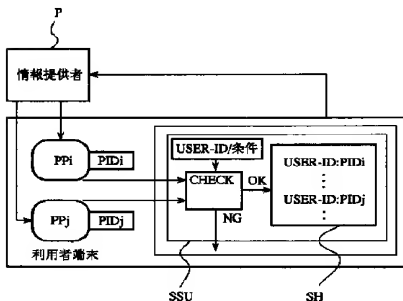 P
情報提供者
USER-ID/条件
PPi PIDi
CHECK
OK
USER-ID:PIDi
⋮
USER-ID:PIDj
⋮
PPj PIDj
NG
利用者端末
SSU
SH